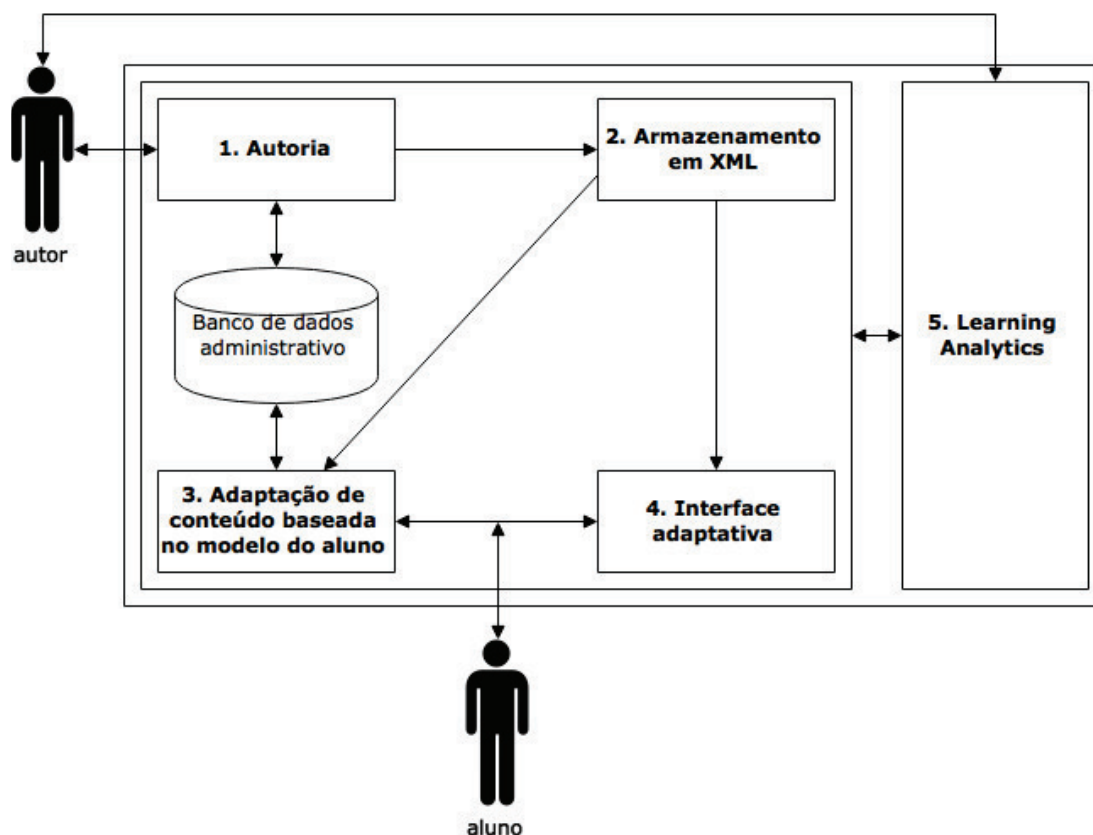 1. Autoria
2. Armazenamento
em XML
autor
Banco de dados
administrativo
5. Learning
Analytics
3. Adaptação de
conteúdo baseada
no modelo do aluno
4. Interface
adaptativa
aluno